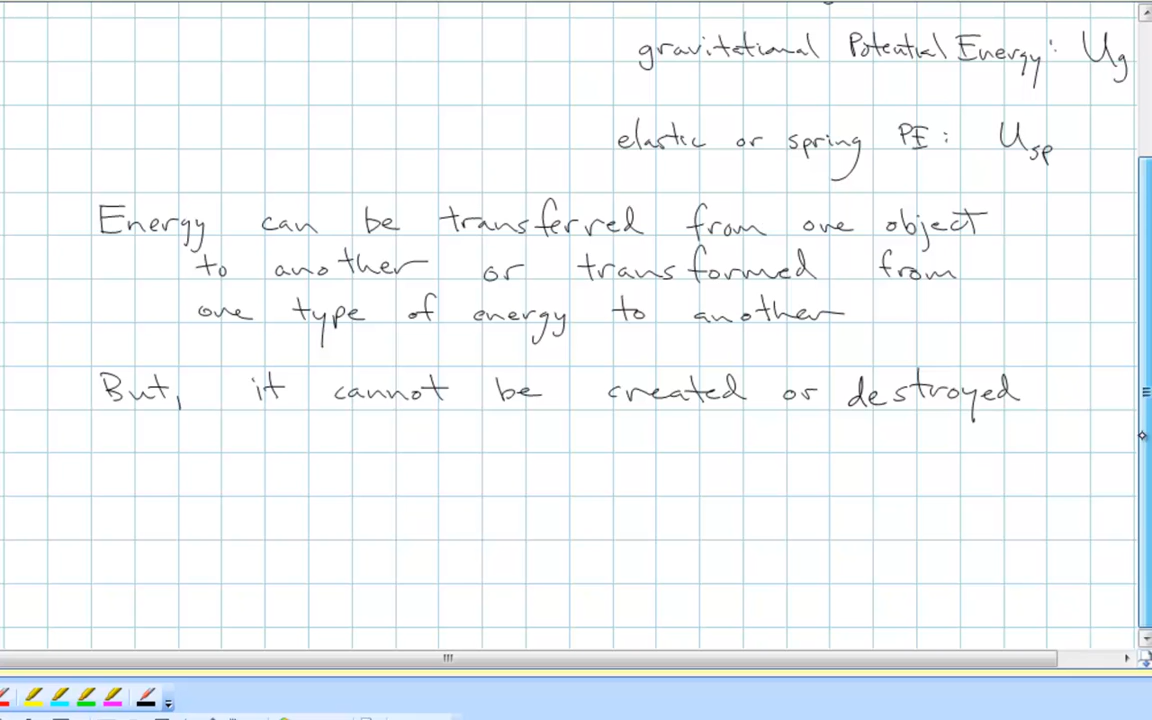 gravitational Potential Energy: Ug
elastic or spring PE: Usp
Energy can be transferred from one object
to another or transformed from
one type of energy to another
But, it cannot be created or destroyed